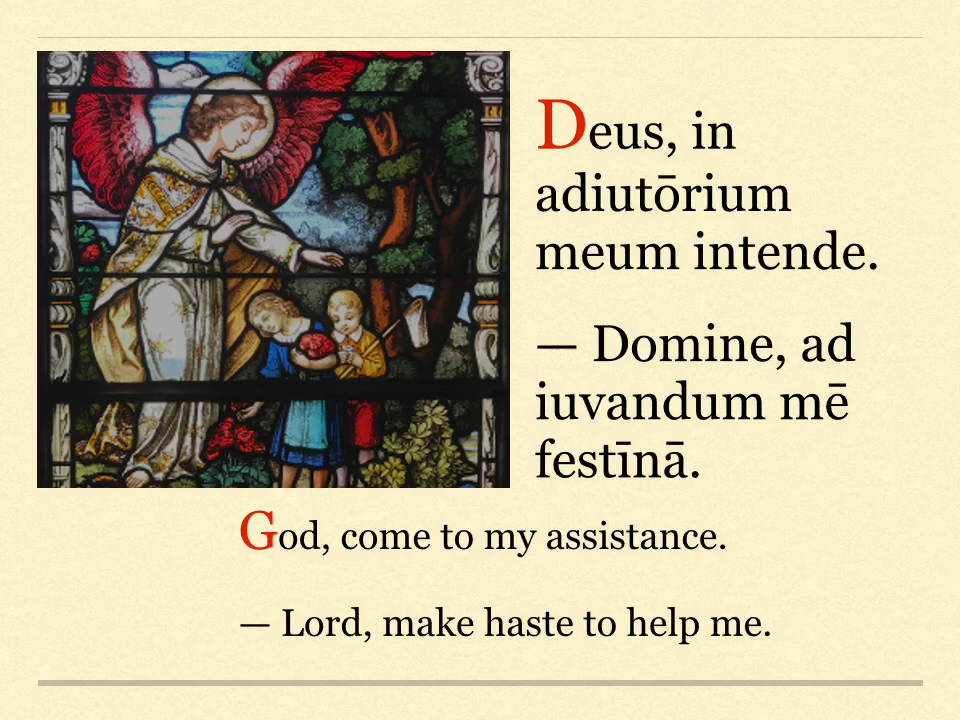 Deus, in
adiutōrium
meum intende.
— Domine, ad
iuvandum mē
festīnā.
God, come to my assistance.
— Lord, make haste to help me.